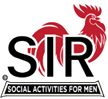 SIR
SOCIAL ACTIVITIES FOR MEN